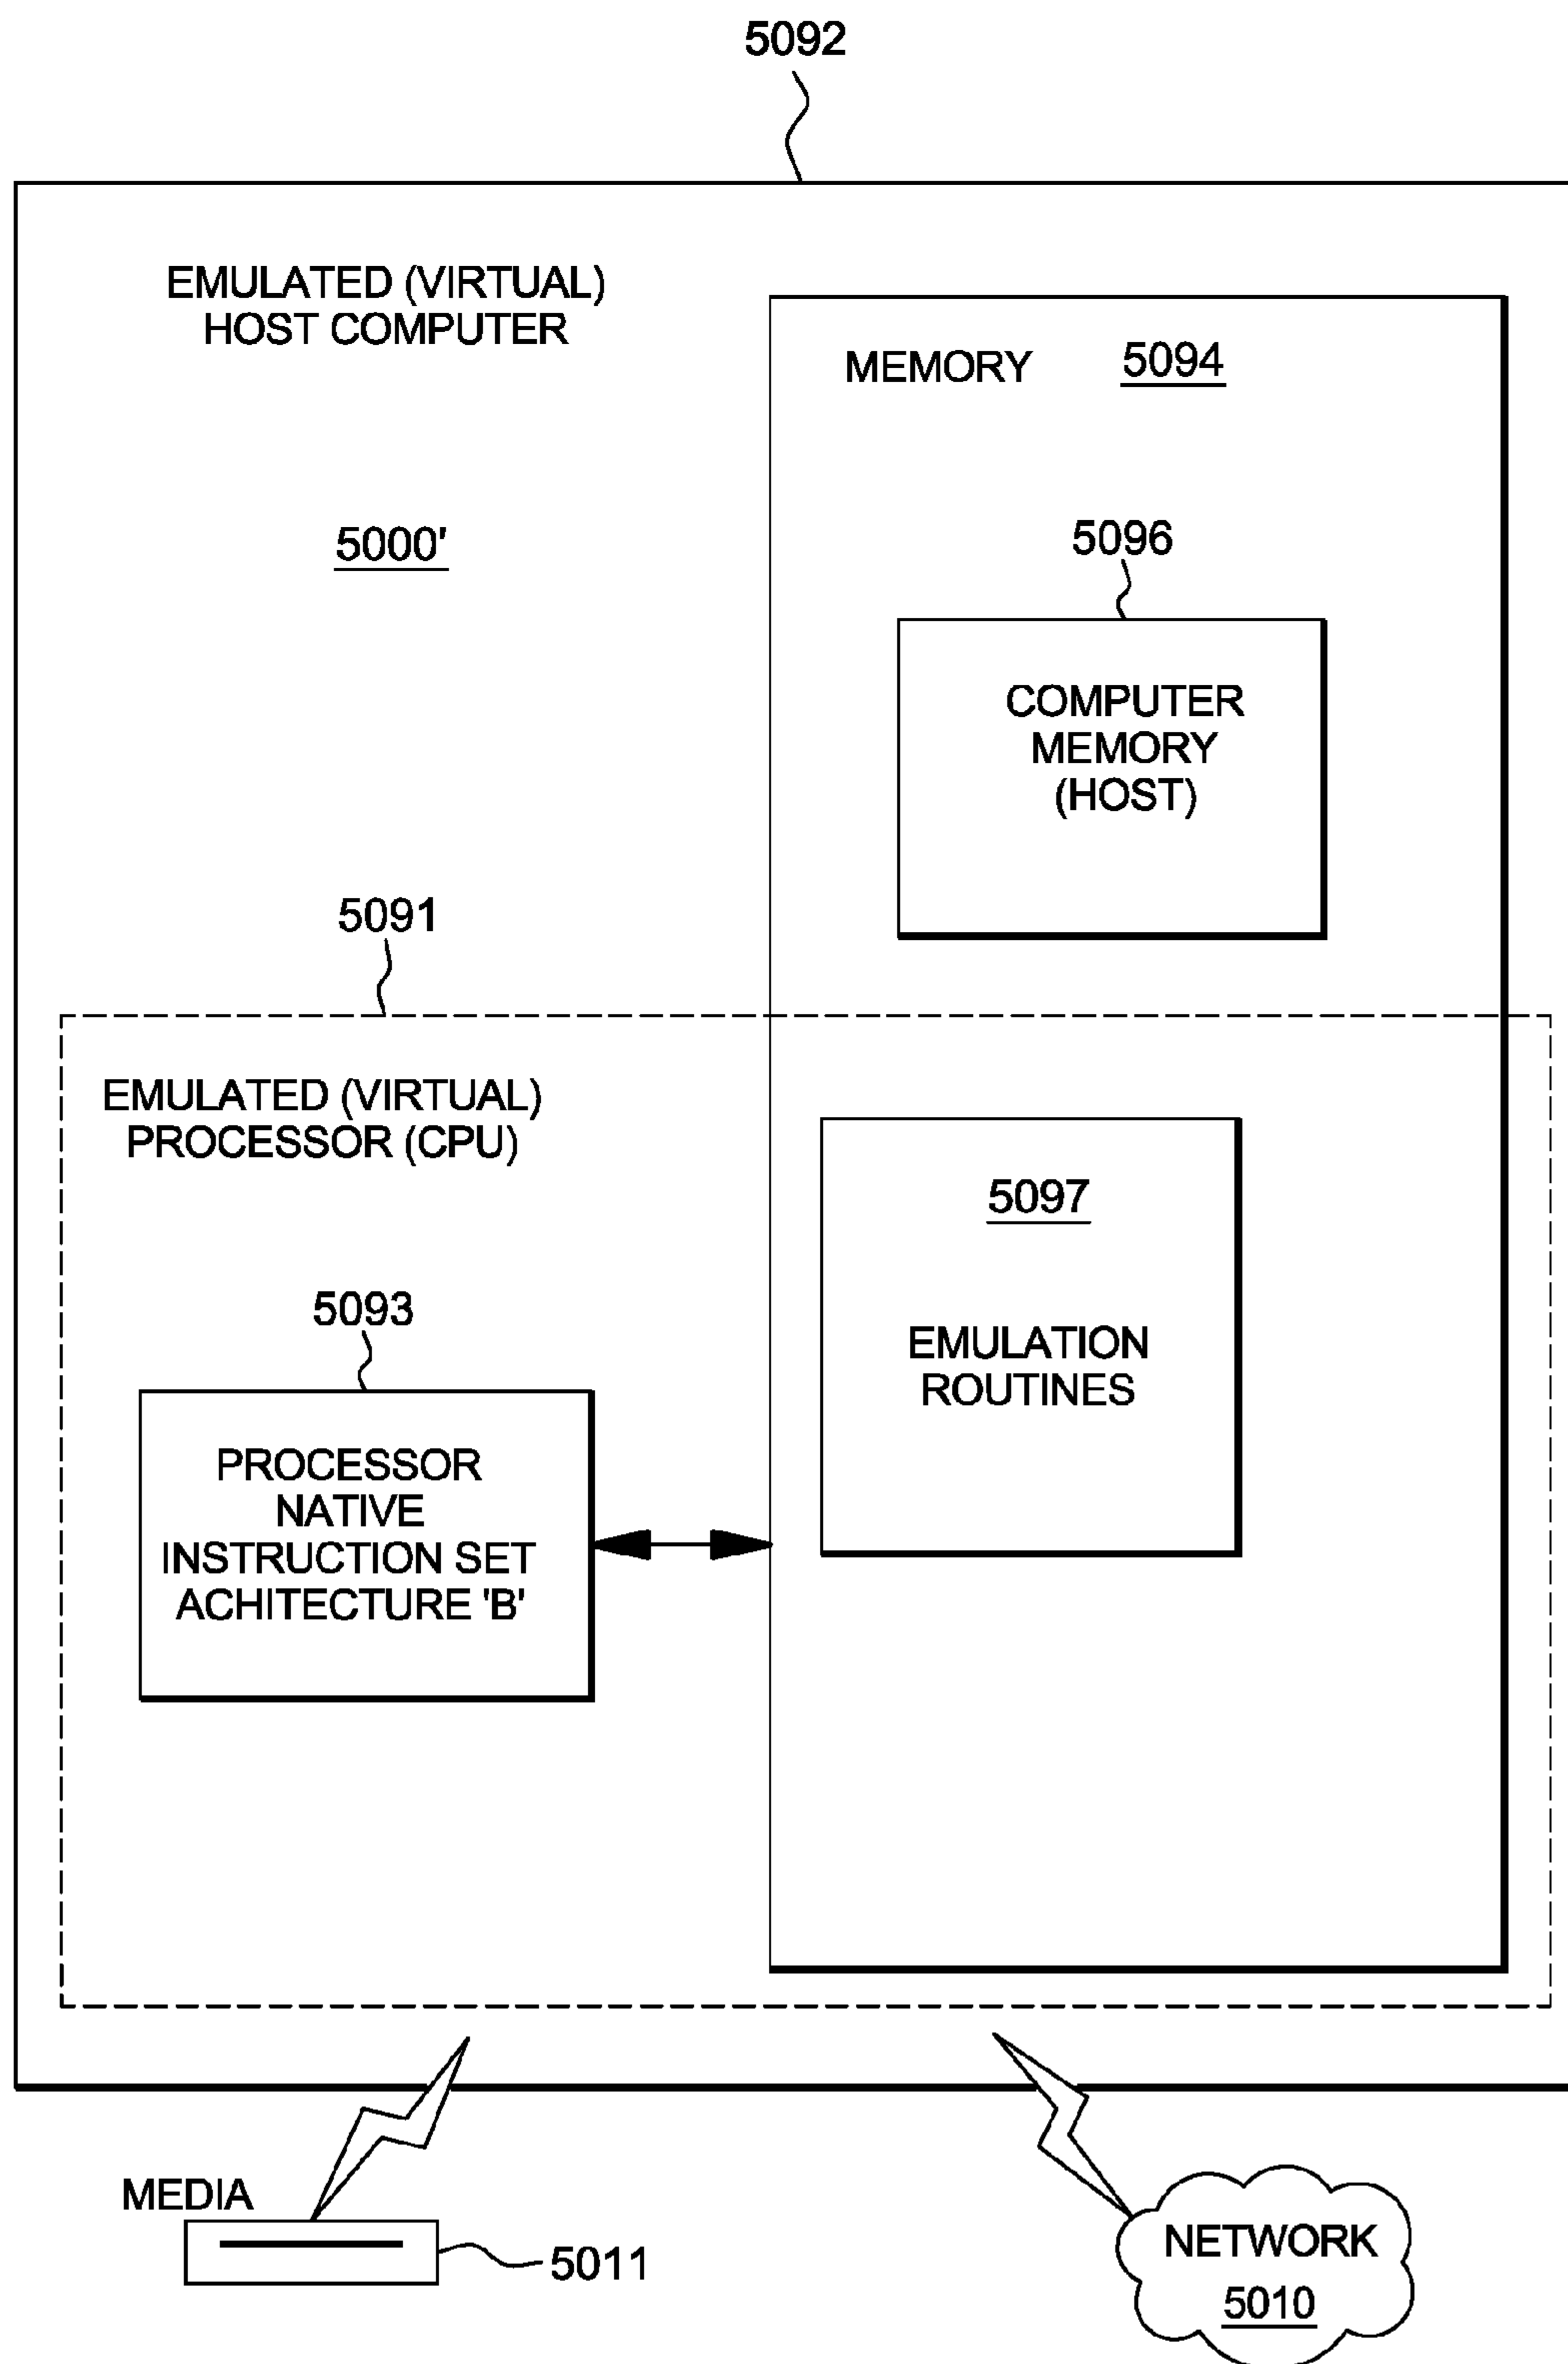 5092
EMULATED (VIRTUAL)
HOST COMPUTER
MEMORY 5094
5000'
5096
COMPUTER
MEMORY
(HOST)
5091
EMULATED (VIRTUAL)
PROCESSOR (CPU)
5097
EMULATION
ROUTINES
5093
PROCESSOR
NATIVE
INSTRUCTION SET
ACHITECTURE 'B'
MEDIA
5011
NETWORK
5010